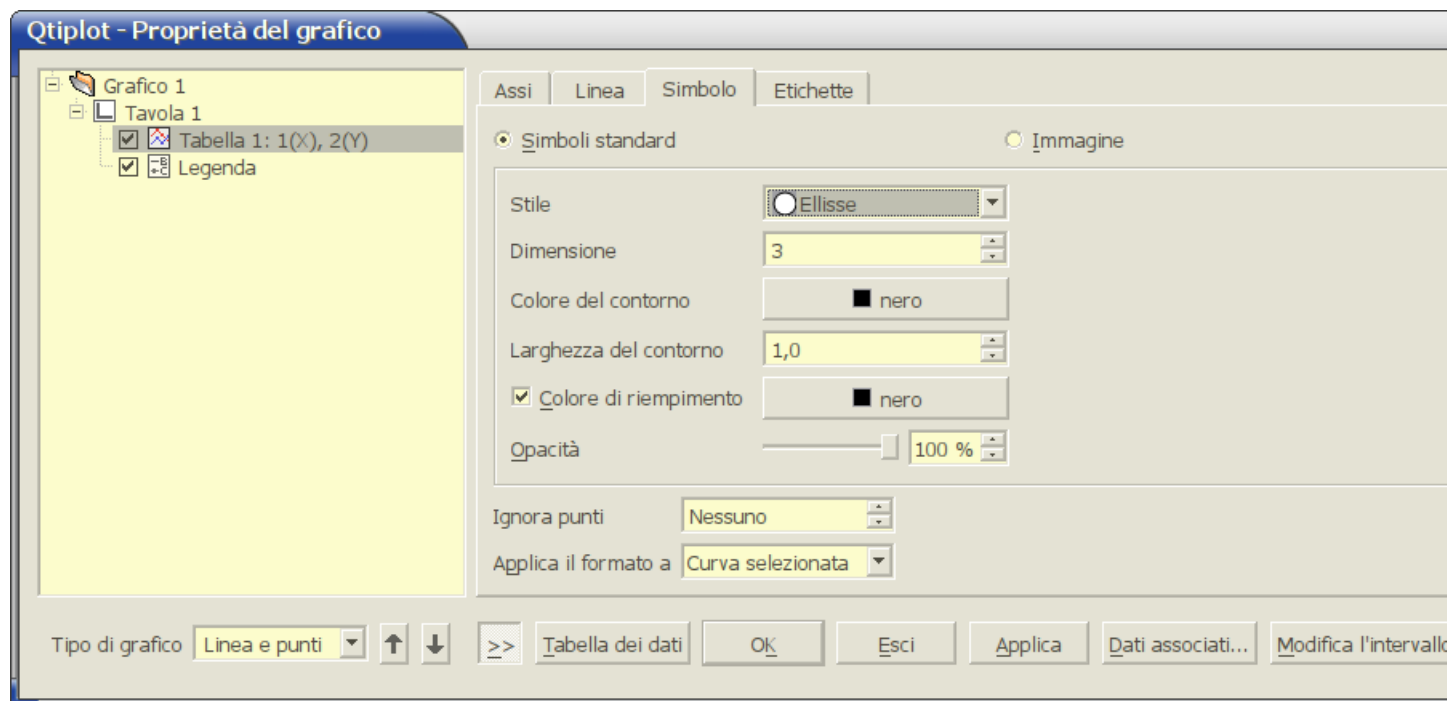 Qtiplot - Proprietà del grafico
Grafico 1
Tavola 1
Tabella 1: 1(X), 2(Y)
Legenda
Assi Linea Simbolo Etichette
Simboli standard Immagine
Stile Ellisse
Dimensione 3
Colore del contorno nero
Larghezza del contorno 1,0
Colore di riempimento nero
Opacità 100 %
Ignora punti Nessuno
Applica il formato a Curva selezionata
Tipo di grafico Linea e punti >> Tabella dei dati OK Esci Applica Dati associati... Modifica l'intervallo